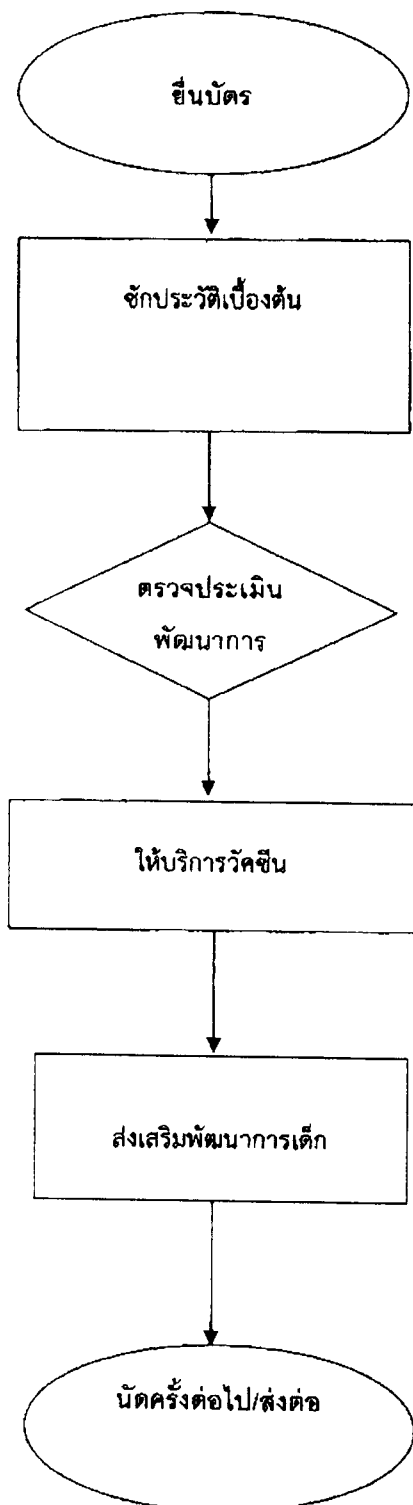 ยื่นบัตร
ซักประวัติเบื้องต้น
ตรวจประเมิน
พัฒนาการ
ให้บริการวัคซีน
ส่งเสริมพัฒนาการเด็ก
นัดครั้งต่อไป/ส่งต่อ